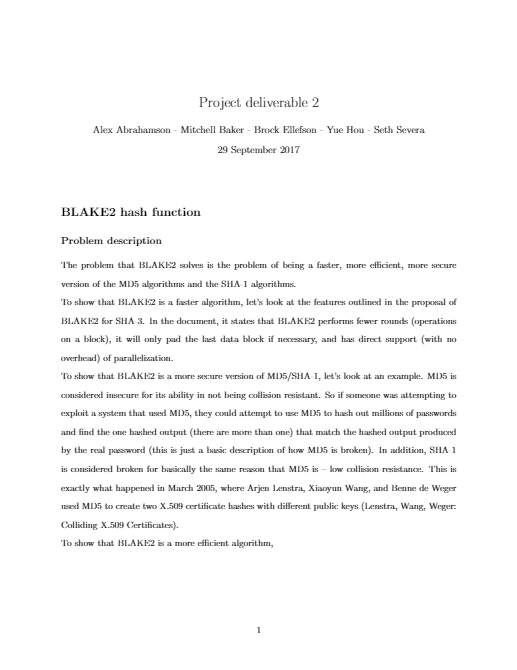 Project deliverable 2
Alex Abrahamson - Mitchell Baker - Brock Ellefson - Yue Hou - Seth Severa
29 September 2017
BLAKE2 hash function
Problem description
The problem that BLAKE2 solves is the problem of being a faster, more efficient, more secure
version of the MD5 algorithms and the SHA-1 algorithms.
To show that BLAKE2 is a faster algorithm, let's look at the features outlined in the proposal of
BLAKE2 for SHA-3. In the document, it states that BLAKE2 performs fewer rounds (operations
on a block), it will only pad the last data block if necessary, and has direct support (with no
overhead) of parallelization.
To show that BLAKE2 is a more secure version of MD5/SHA-1, let's look at an example. MD5 is
considered insecure for its ability in not being collision resistant. So if someone was attempting to
exploit a system that used MD5, they could attempt to use MD5 to hash out millions of passwords
and find the one hashed output (there are more than one) that match the hashed output produced
by the real password (this is just a basic description of how MD5 is broken). In addition, SHA-1
is considered broken for basically the same reason that MD5 is – low collision resistance. This is
exactly what happened in March 2005, where Arjen Lenstra, Xiaoyun Wang, and Benne de Weger
used MD5 to create two X.509 certificate hashes with different public keys (Lenstra, Wang, Weger:
Colliding X.509 Certificates).
To show that BLAKE2 is a more efficient algorithm,
1